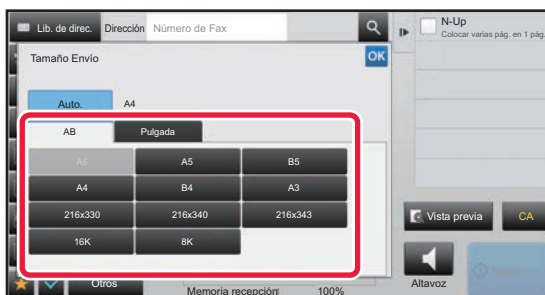 Lib. de direc. Dirección Número de Fax
N-Up
Colocar varias pág. en 1 pág.
Tamaño Envío
OK
Auto. A4
AB Pulgada
A6 A5 B5
A4 B4 A3
216x330 216x340 216x343
16K 8K
Vista previa CA
Otros
Memoria recepción: 100%
Altavoz
Iniciar